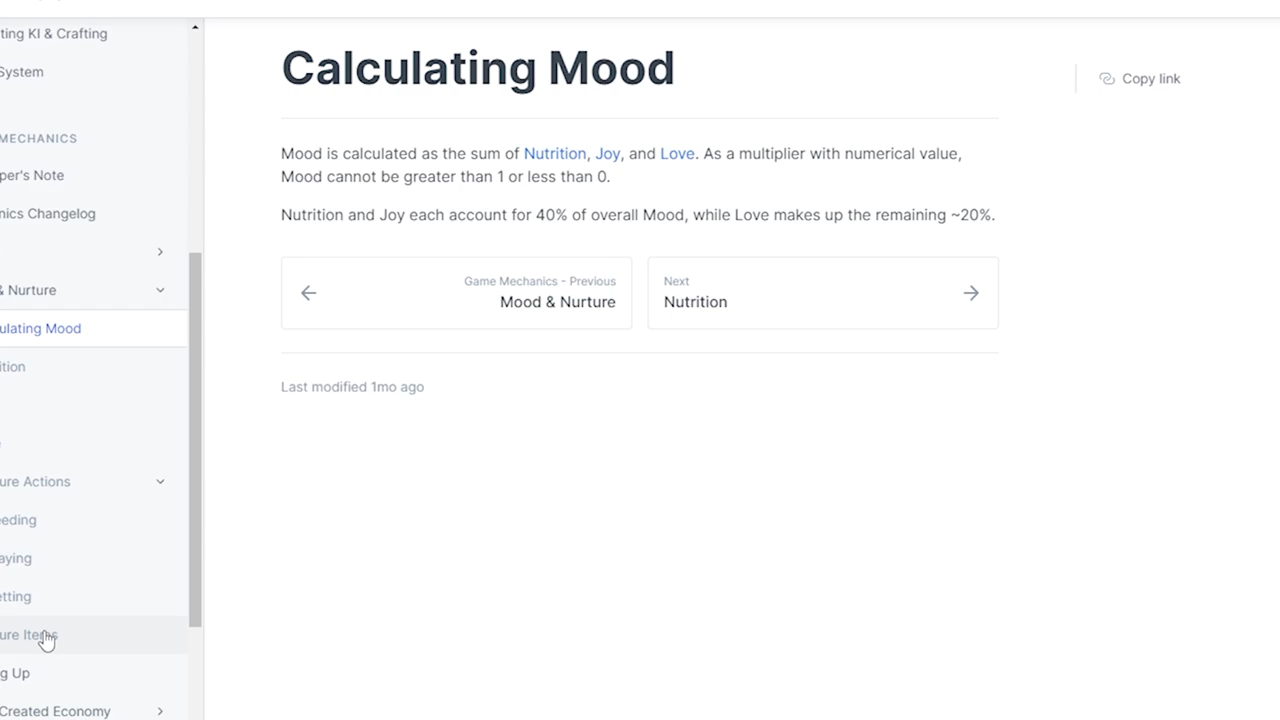 ting KI & Crafting
System
MECHANICS
per's Note
nics Changelog
& Nurture
ulating Mood
ition
ure Actions
eeding
aying
etting
ure Items
g Up
Created Economy
Calculating Mood
Copy link
Mood is calculated as the sum of Nutrition, Joy, and Love. As a multiplier with numerical value,
Mood cannot be greater than 1 or less than 0.
Nutrition and Joy each account for 40% of overall Mood, while Love makes up the remaining ~20%.
Game Mechanics - Previous
Mood & Nurture
Next
Nutrition
Last modified 1mo ago